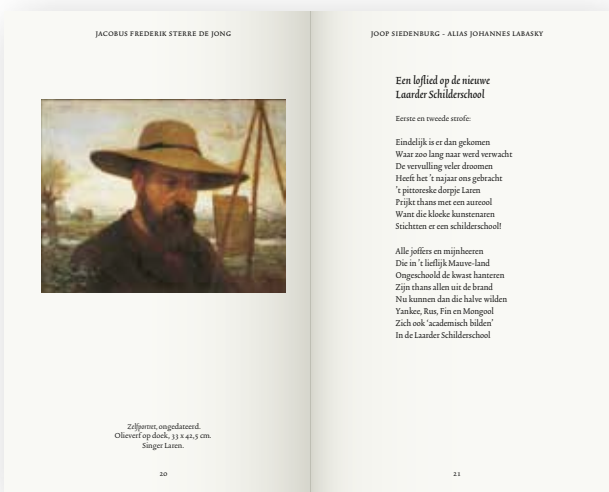 JACOBUS FREDERIK STERRE DE JONG
Zelfportret, ongedateerd.
Olieverf op doek, 33 x 42,5 cm.
Singer Laren.
20
JOOP SIEDENBURG - ALIAS JOHANNES LABASKY
Een loflied op de nieuwe
Laarder Schilderschool
Eerste en tweede strofe:
Eindelijk is er dan gekomen
Waar zoo lang naar werd verwacht
De vervulling veler droomen
Heeft het 't najaar ons gebracht
't pittoreske dorpje Laren
Prijkt thans met een aureool
Want die kloeke kunstenaren
Stichtten er een schilderschool!
Alle joffers en mijnheeren
Die in 't lieflijk Mauve-land
Ongeschoold de kwast hanteren
Zijn thans allen uit de brand
Nu kunnen dan die halve wilden
Yankee, Rus, Fin en Mongool
Zich ook 'academisch bilden'
In de Laarder Schilderschool
21